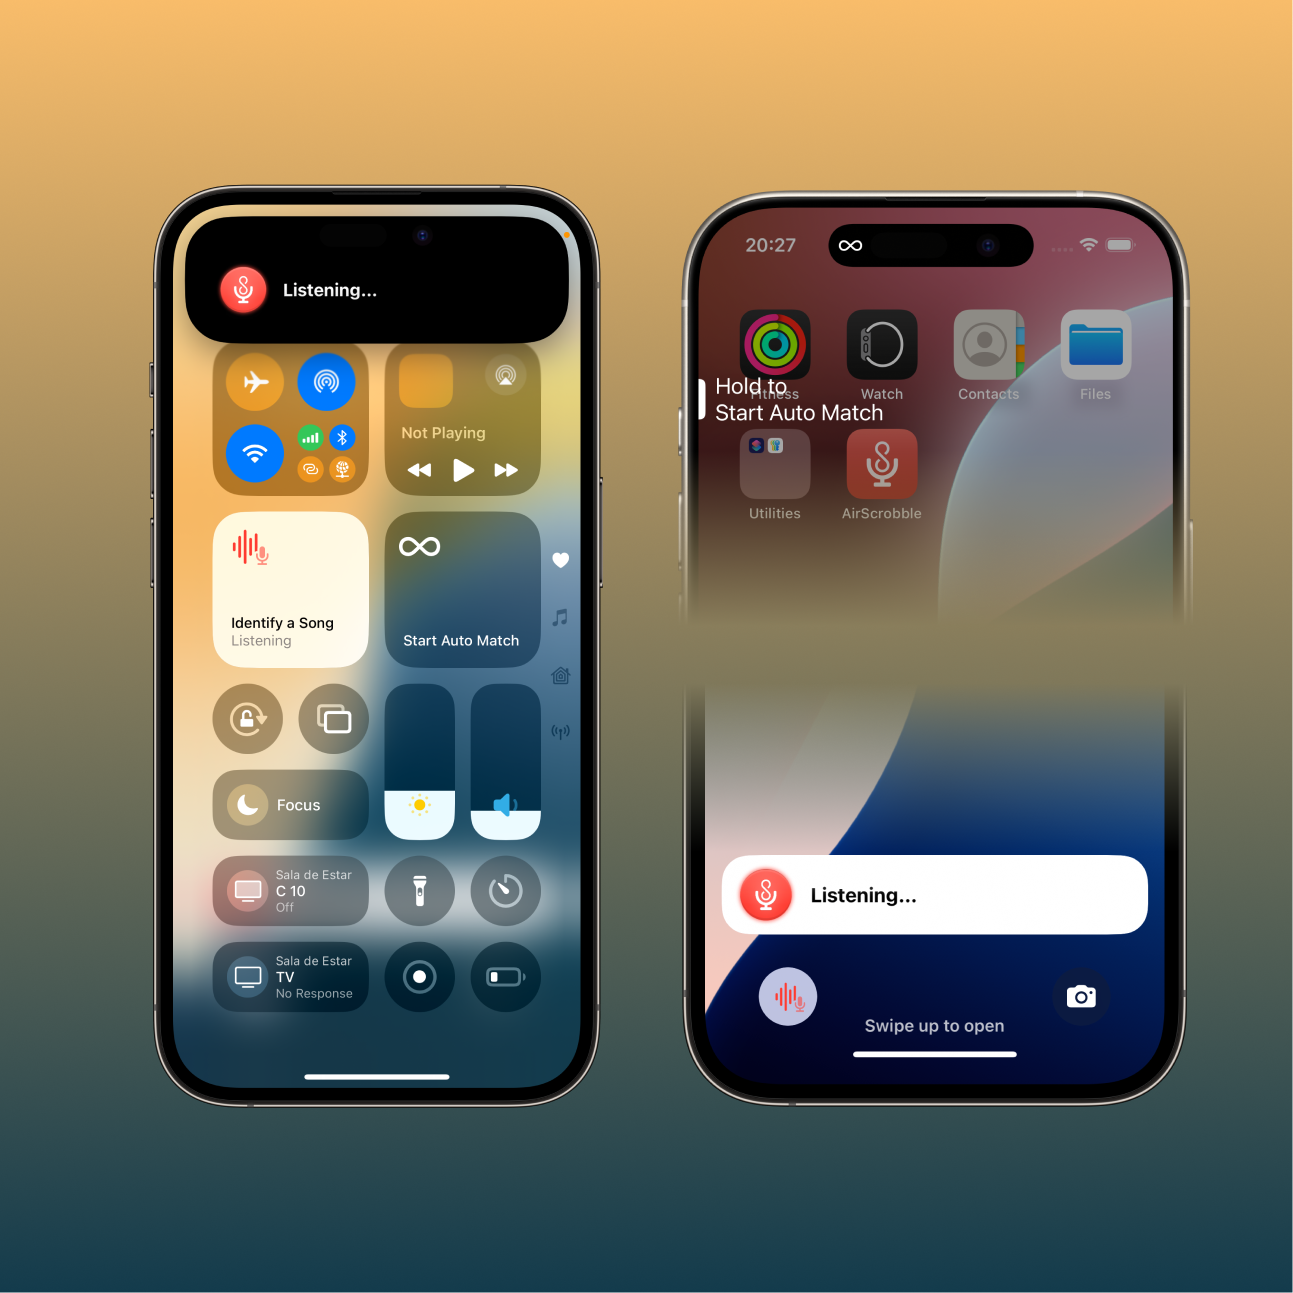 Listening...
Not Playing
Identify a Song
Listening
Start Auto Match
Focus
Sala de Estar
C 10
Off
Sala de Estar
TV
No Response
20:27
Fitness
Watch
Contacts
Files
Hold to
Start Auto Match
Utilities
AirScrobble
Listening...
Swipe up to open